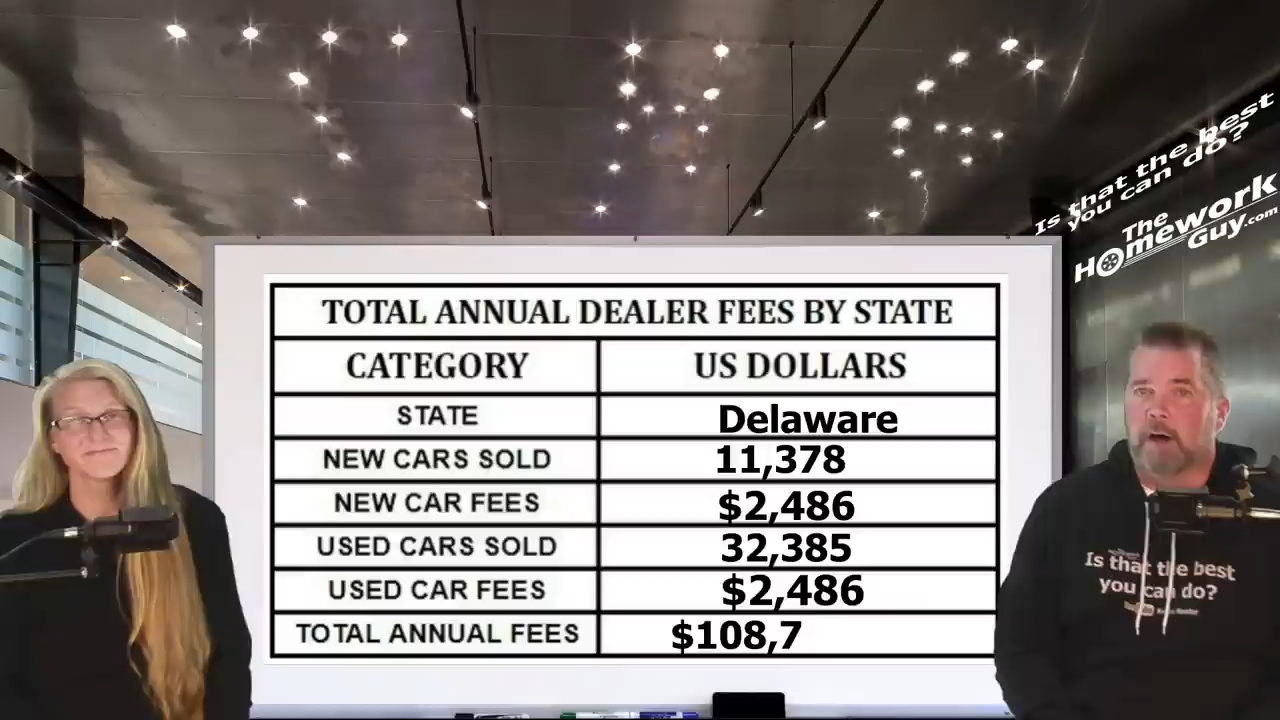 Is that the best
you can do?
The
Homework
Guy.com
TOTAL ANNUAL DEALER FEES BY STATE
CATEGORY US DOLLARS
STATE Delaware
NEW CARS SOLD 11,378
NEW CAR FEES $2,486
USED CARS SOLD 32,385
USED CAR FEES $2,486
TOTAL ANNUAL FEES $108,7
Is that the best
you can do?